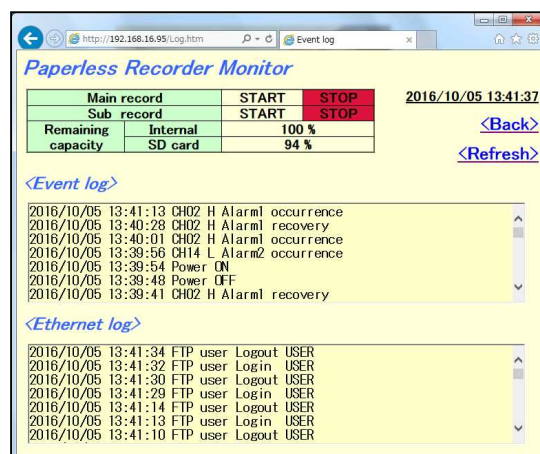 http://192.168.16.95/Log.htm
Event log
Paperless Recorder Monitor
Main record START STOP
Sub record START STOP
Remaining capacity Internal 100 %
SD card 94 %
2016/10/05 13:41:37
<Back>
<Refresh>
<Event log>
2016/10/05 13:41:13 CH02 H Alarm1 occurrence
2016/10/05 13:40:28 CH02 H Alarm1 recovery
2016/10/05 13:40:01 CH02 H Alarm1 occurrence
2016/10/05 13:39:56 CH14 L Alarm2 occurrence
2016/10/05 13:39:54 Power ON
2016/10/05 13:39:48 Power OFF
2016/10/05 13:39:41 CH02 H Alarm1 recovery
<Ethernet log>
2016/10/05 13:41:34 FTP user Logout USER
2016/10/05 13:41:32 FTP user Login USER
2016/10/05 13:41:30 FTP user Logout USER
2016/10/05 13:41:29 FTP user Login USER
2016/10/05 13:41:14 FTP user Logout USER
2016/10/05 13:41:13 FTP user Login USER
2016/10/05 13:41:10 FTP user Logout USER